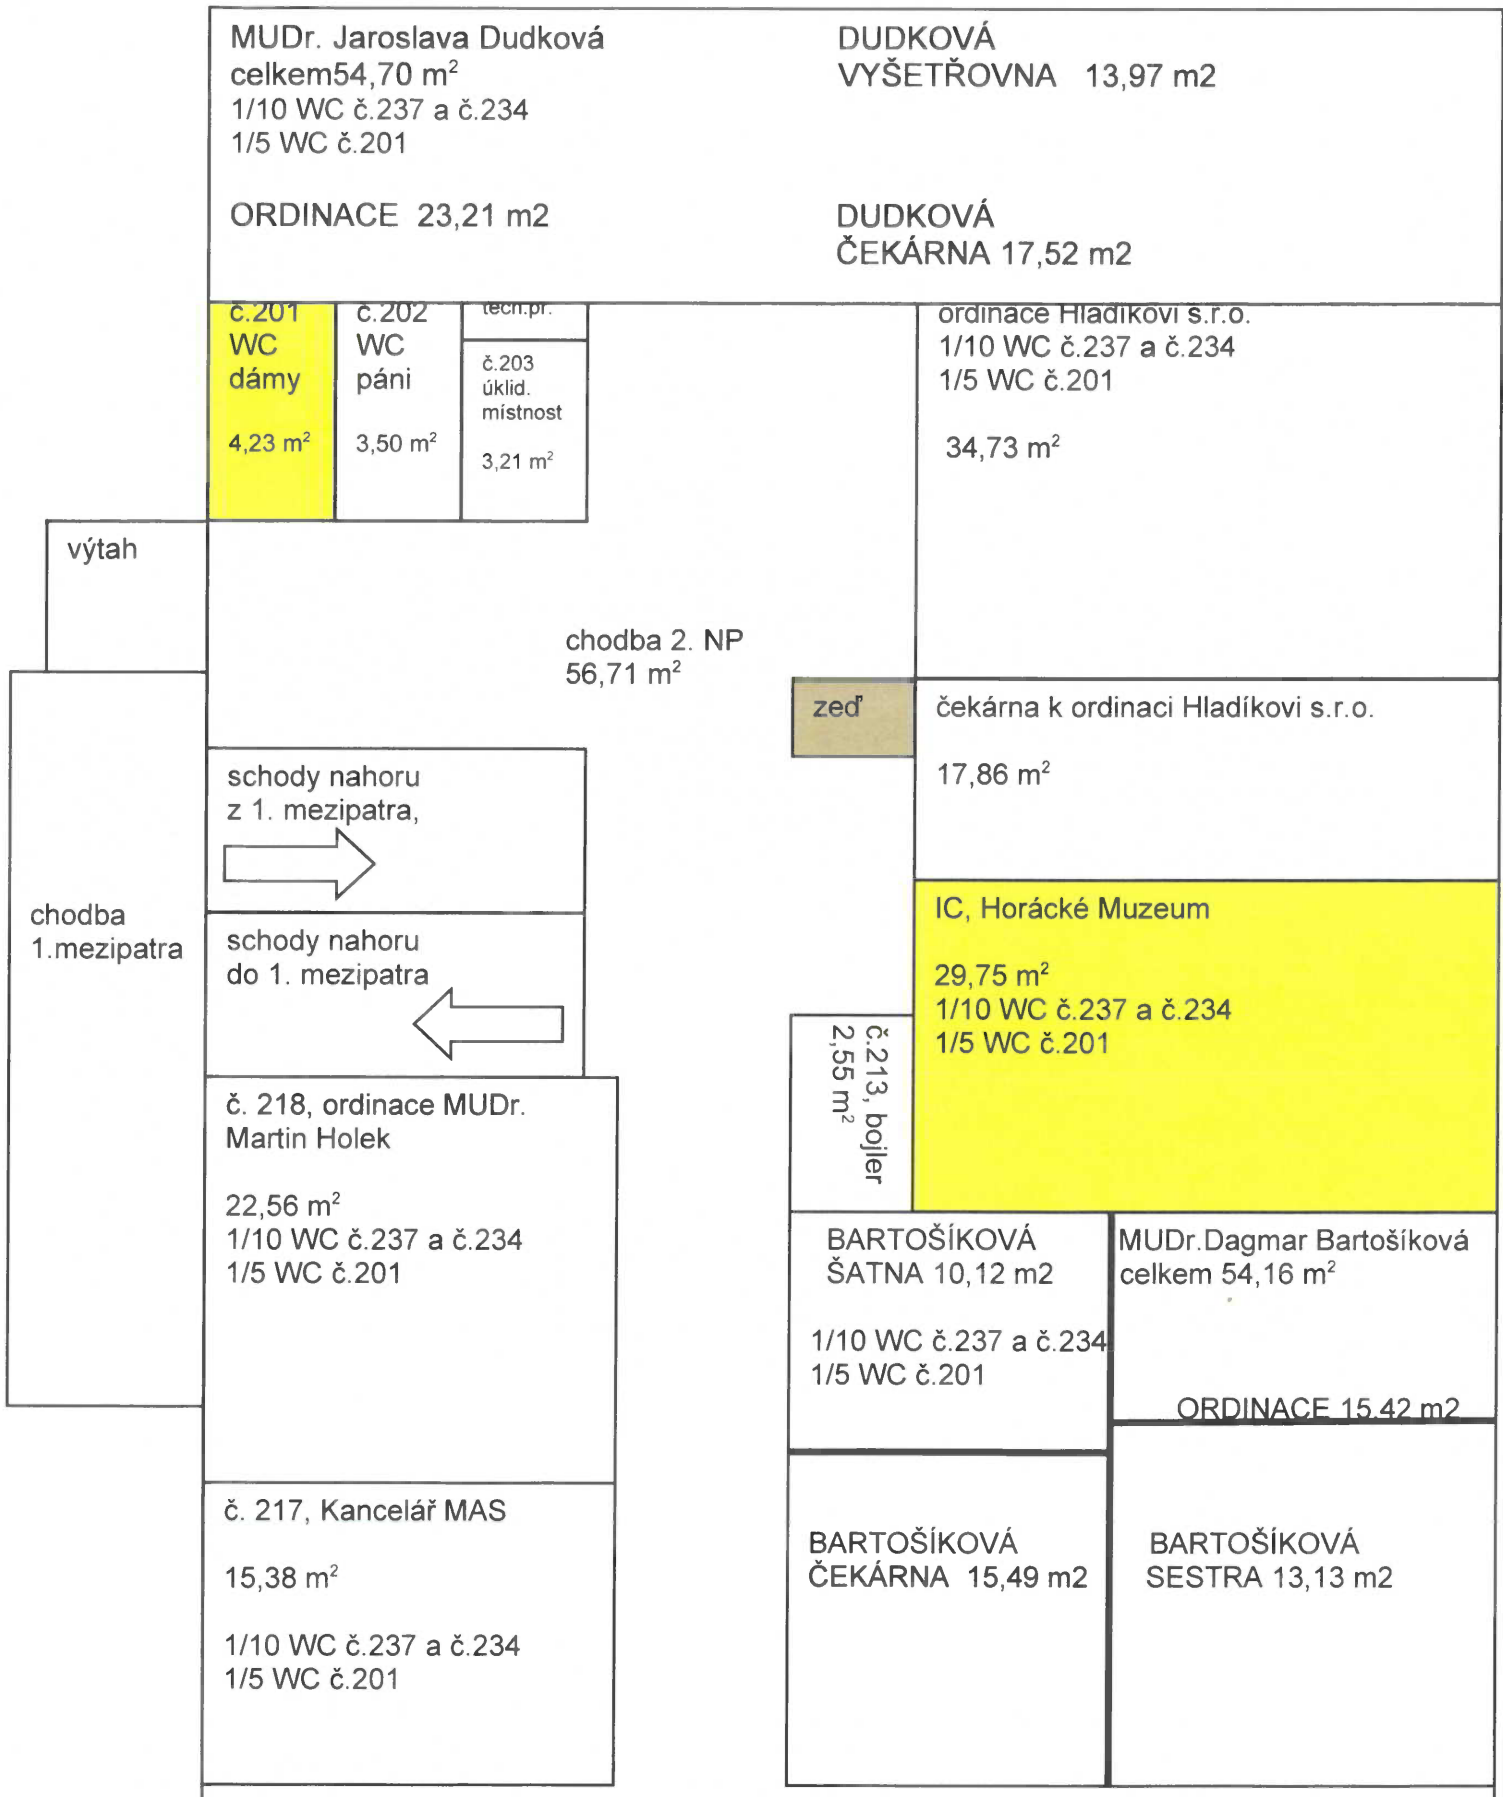 MUDr. Jaroslava Dudková
celkem54,70 m²
1/10 WC č.237 a č.234
1/5 WC č.201
ORDINACE 23,21 m2
DUDKOVÁ
VYŠETŘOVNA 13,97 m2
DUDKOVÁ
ČEKÁRNA 17,52 m2
č.201
WC
dámy
4,23 m²
č.202
WC
páni
3,50 m²
tech.pr.
č.203
úklid.
místnost
3,21 m²
ordinace Hladíkovi s.r.o.
1/10 WC č.237 a č.234
1/5 WC č.201
34,73 m²
výtah
chodba 2. NP
56,71 m²
zeď
čekárna k ordinaci Hladíkovi s.r.o.
17,86 m²
schody nahoru
z 1. mezipatra,
chodba
1.mezipatra
schody nahoru
do 1. mezipatra
IC, Horácké Muzeum
29,75 m²
1/10 WC č.237 a č.234
1/5 WC č.201
č.213, bojler
2,55 m²
č. 218, ordinace MUDr.
Martin Holek
22,56 m²
1/10 WC č.237 a č.234
1/5 WC č.201
BARTOŠÍKOVÁ
ŠATNA 10,12 m2
1/10 WC č.237 a č.234
1/5 WC č.201
MUDr.Dagmar Bartošíková
celkem 54,16 m²
ORDINACE 15.42 m2
č. 217, Kancelář MAS
15,38 m²
1/10 WC č.237 a č.234
1/5 WC č.201
BARTOŠÍKOVÁ
ČEKÁRNA 15,49 m2
BARTOŠÍKOVÁ
SESTRA 13,13 m2